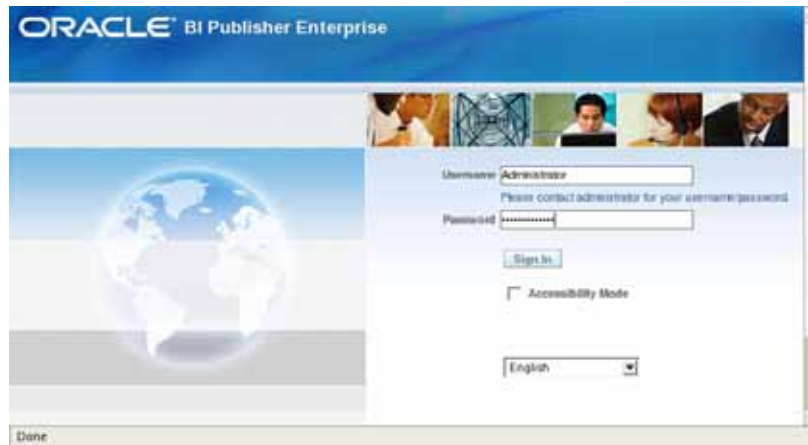 ORACLE BI Publisher Enterprise
Username Administrator
Please contact administrator for your username/password.
Password •••••••••••••
Sign In
Accessibility Mode
English
Done